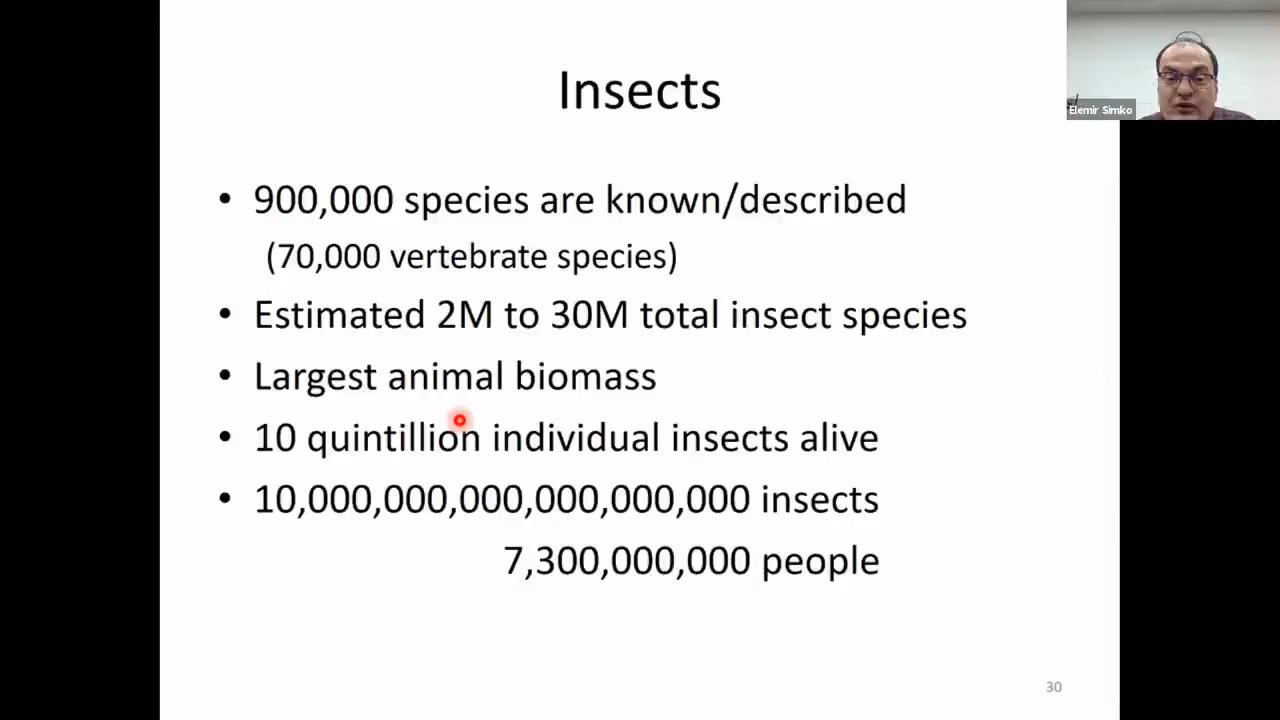 Insects
• 900,000 species are known/described
(70,000 vertebrate species)
• Estimated 2M to 30M total insect species
• Largest animal biomass
• 10 quintillion individual insects alive
• 10,000,000,000,000,000,000 insects
7,300,000,000 people
30
Elemir Simko